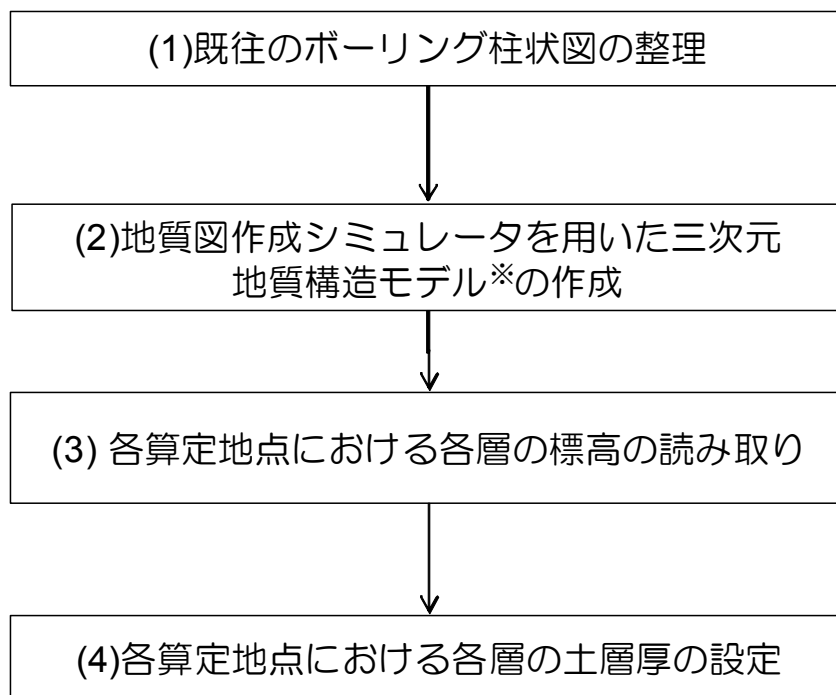 (1)既往のボーリング柱状図の整理
(2)地質図作成シミュレータを用いた三次元
地質構造モデル※の作成
(3) 各算定地点における各層の標高の読み取り
(4)各算定地点における各層の土層厚の設定